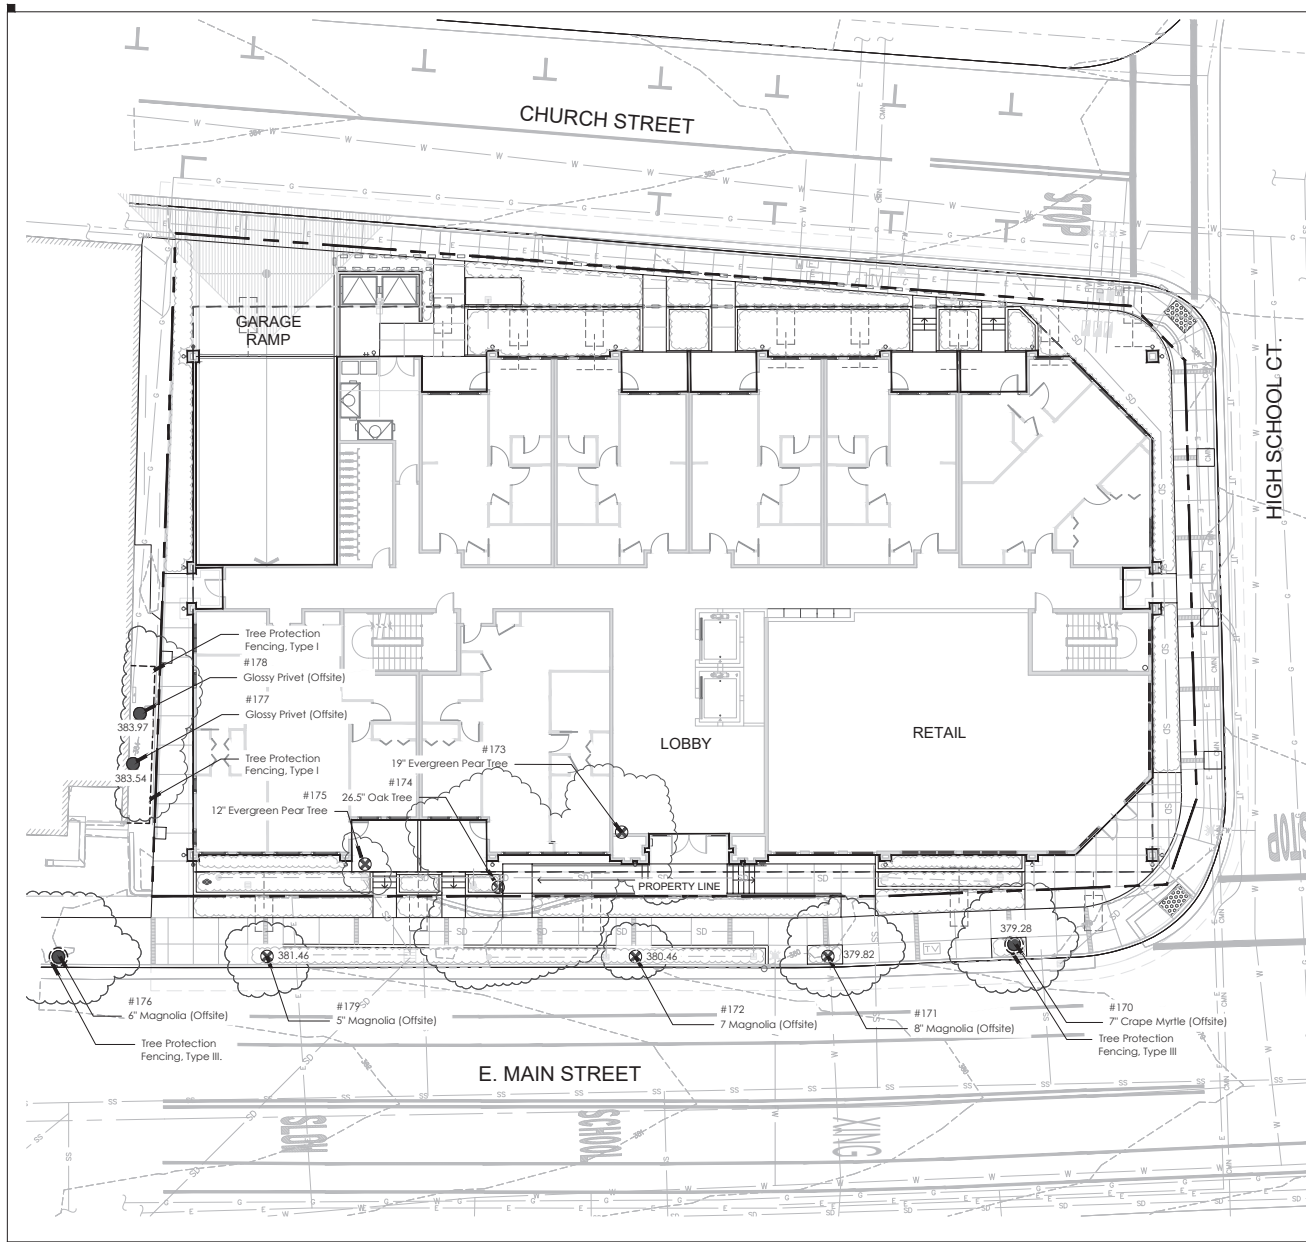 CHURCH STREET
STOP
HIGH SCHOOL CT.
GARAGE
RAMP
Tree Protection
Fencing, Type I
#178
Glossy Privet (Offsite)
#177
Glossy Privet (Offsite)
383.97
383.54
Tree Protection
Fencing, Type I
#175
12" Evergreen Pear Tree
#174
26.5" Oak Tree
#173
19" Evergreen Pear Tree
LOBBY
RETAIL
STOP
PROPERTY LINE
381.46
380.46
379.82
379.28
TV
#176
6" Magnolia (Offsite)
Tree Protection
Fencing, Type III.
#179
5" Magnolia (Offsite)
#172
7 Magnolia (Offsite)
#171
8" Magnolia (Offsite)
#170
7" Crape Myrtle (Offsite)
Tree Protection
Fencing, Type III
E. MAIN STREET
SLOW
SCHOOL
XING